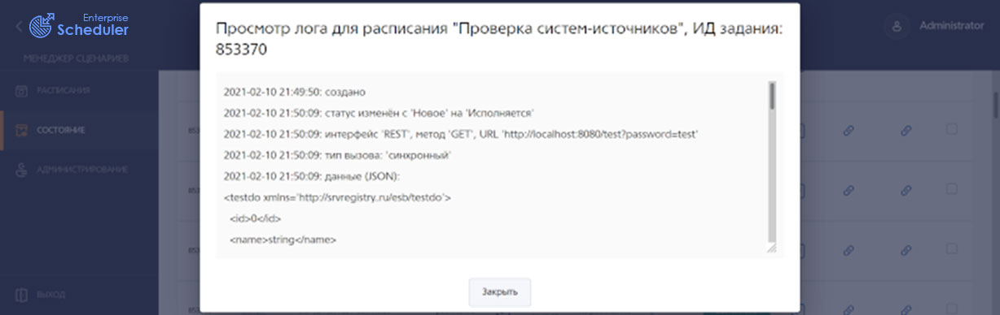 Enterprise
Scheduler
Administrator
МЕНЕДЖЕР СЦЕНАРИЕВ
РАСПИСАНИЯ
СОСТОЯНИЕ
АДМИНИСТРИРОВАНИЕ
ВЫХОД
Просмотр лога для расписания "Проверка систем-источников", ИД задания:
853370
2021-02-10 21:49:50: создано
2021-02-10 21:50:09: статус изменён с 'Новое' на 'Исполняется'
2021-02-10 21:50:09: интерфейс 'REST', метод 'GET', URL 'http://localhost:8080/test?password=test'
2021-02-10 21:50:09: тип вызова: 'синхронный'
2021-02-10 21:50:09: данные (JSON):
<testdo xmlns='http://srvregistry.ru/esb/testdo'>
<id>0</id>
<name>string</name>
Закрыть